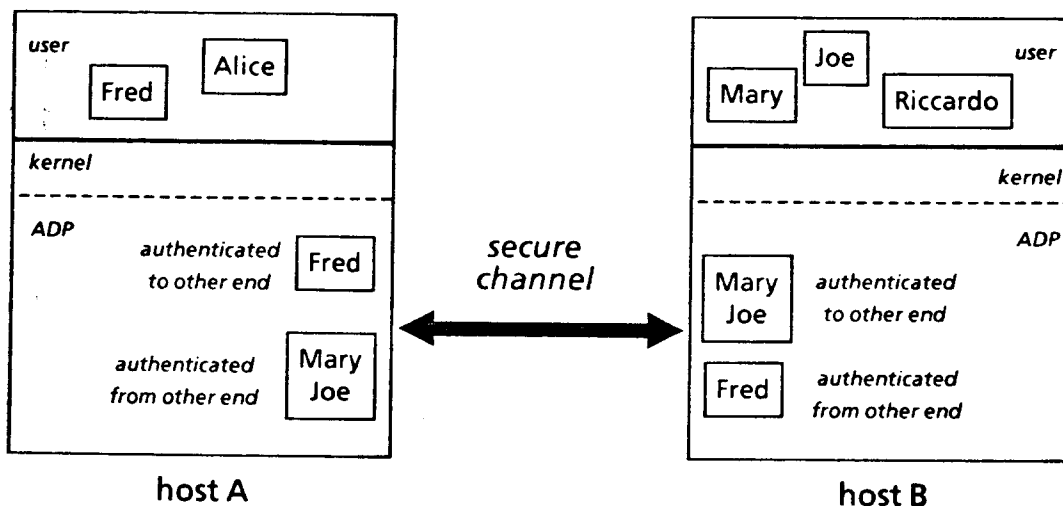 user
Alice
Fred
kernel
ADP
authenticated
to other end
Fred
authenticated
from other end
Mary
Joe
host A
secure
channel
user
Joe
Mary
Riccardo
kernel
ADP
Mary
Joe
authenticated
to other end
Fred
authenticated
from other end
host B